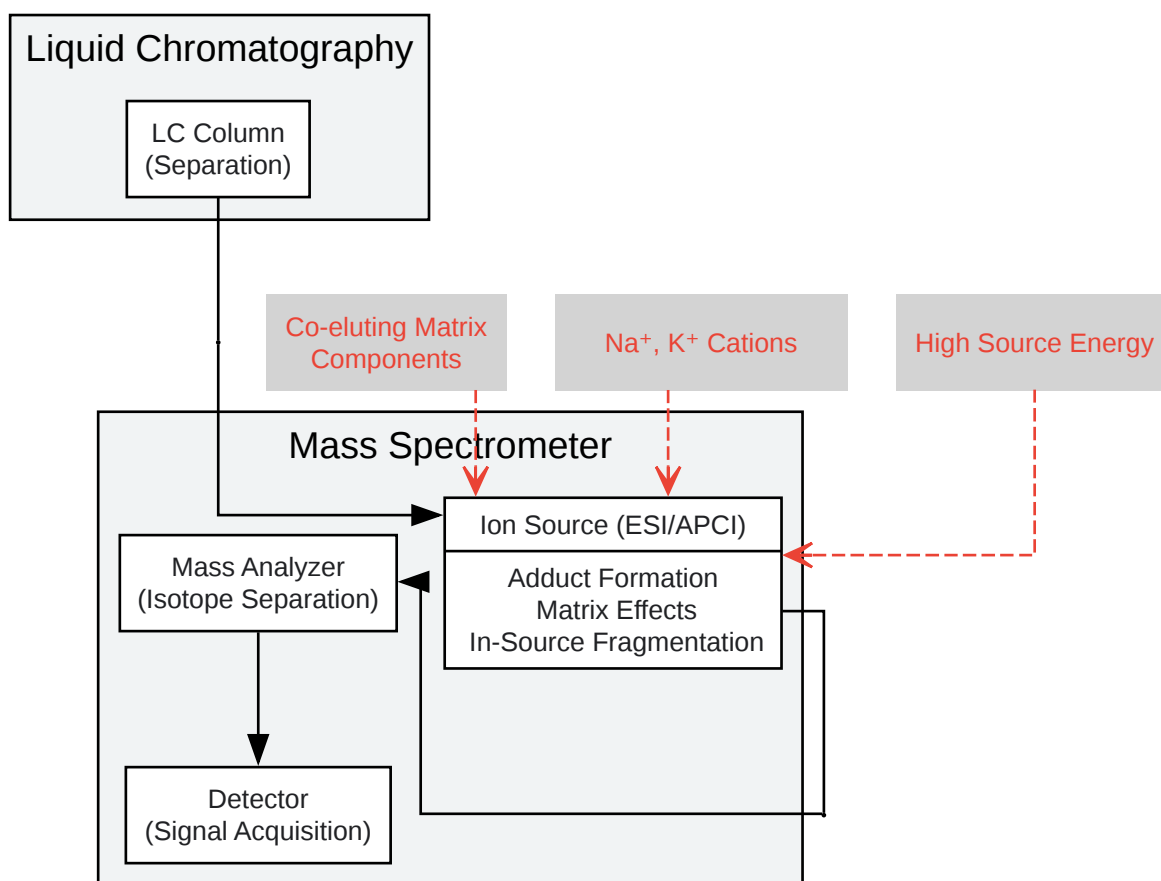 Liquid Chromatography
LC Column
(Separation)
Co-eluting Matrix
Components
Na⁺, K⁺ Cations
High Source Energy
Mass Spectrometer
Ion Source (ESI/APCI)
Adduct Formation
Matrix Effects
In-Source Fragmentation
Mass Analyzer
(Isotope Separation)
Detector
(Signal Acquisition)